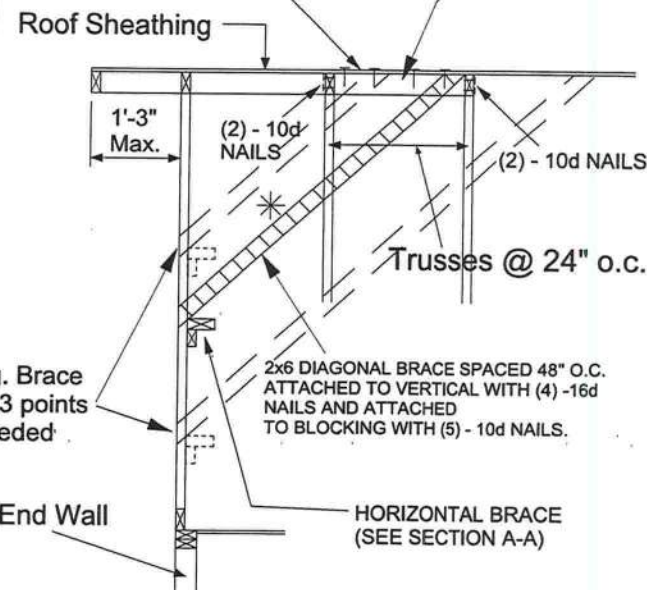 Roof Sheathing
1'-3"
Max.
(2) - 10d
NAILS
(2) - 10d NAILS
Trusses @ 24" o.c.
. Brace
3 points
2x6 DIAGONAL BRACE SPACED 48" O.C.
ATTACHED TO VERTICAL WITH (4) -16d
NAILS AND ATTACHED
TO BLOCKING WITH (5) - 10d NAILS.
End Wall
HORIZONTAL BRACE
(SEE SECTION A-A)